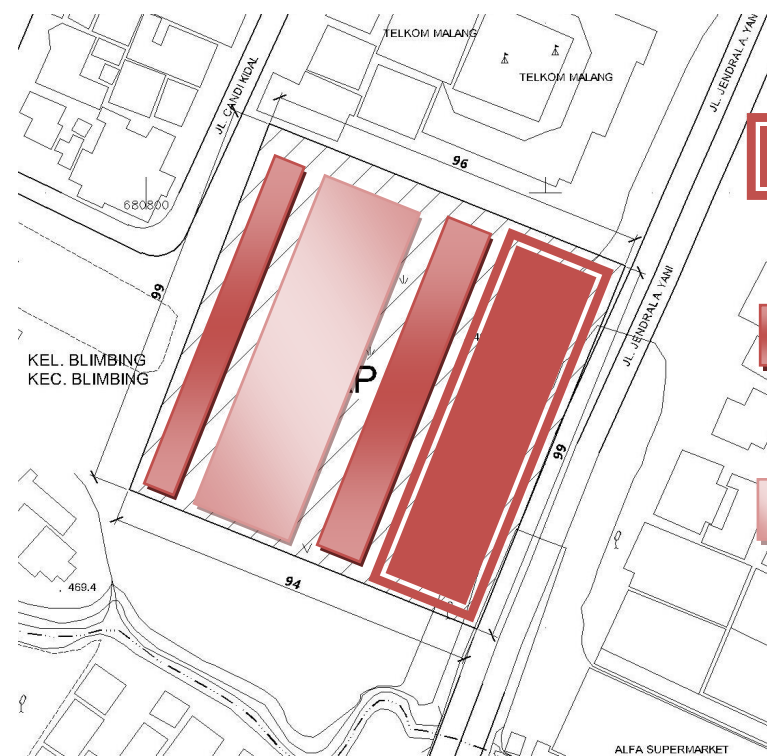 TELKOM MALANG
TELKOM MALANG
JL. CANDI KIDAL
JL. JENDRAL A. YANI
96
680800
99
JL. JENDRAL A. YANI
KEL. BLIMBING
KEC. BLIMBING
P
99
469.4
94
ALFA SUPERMARKET